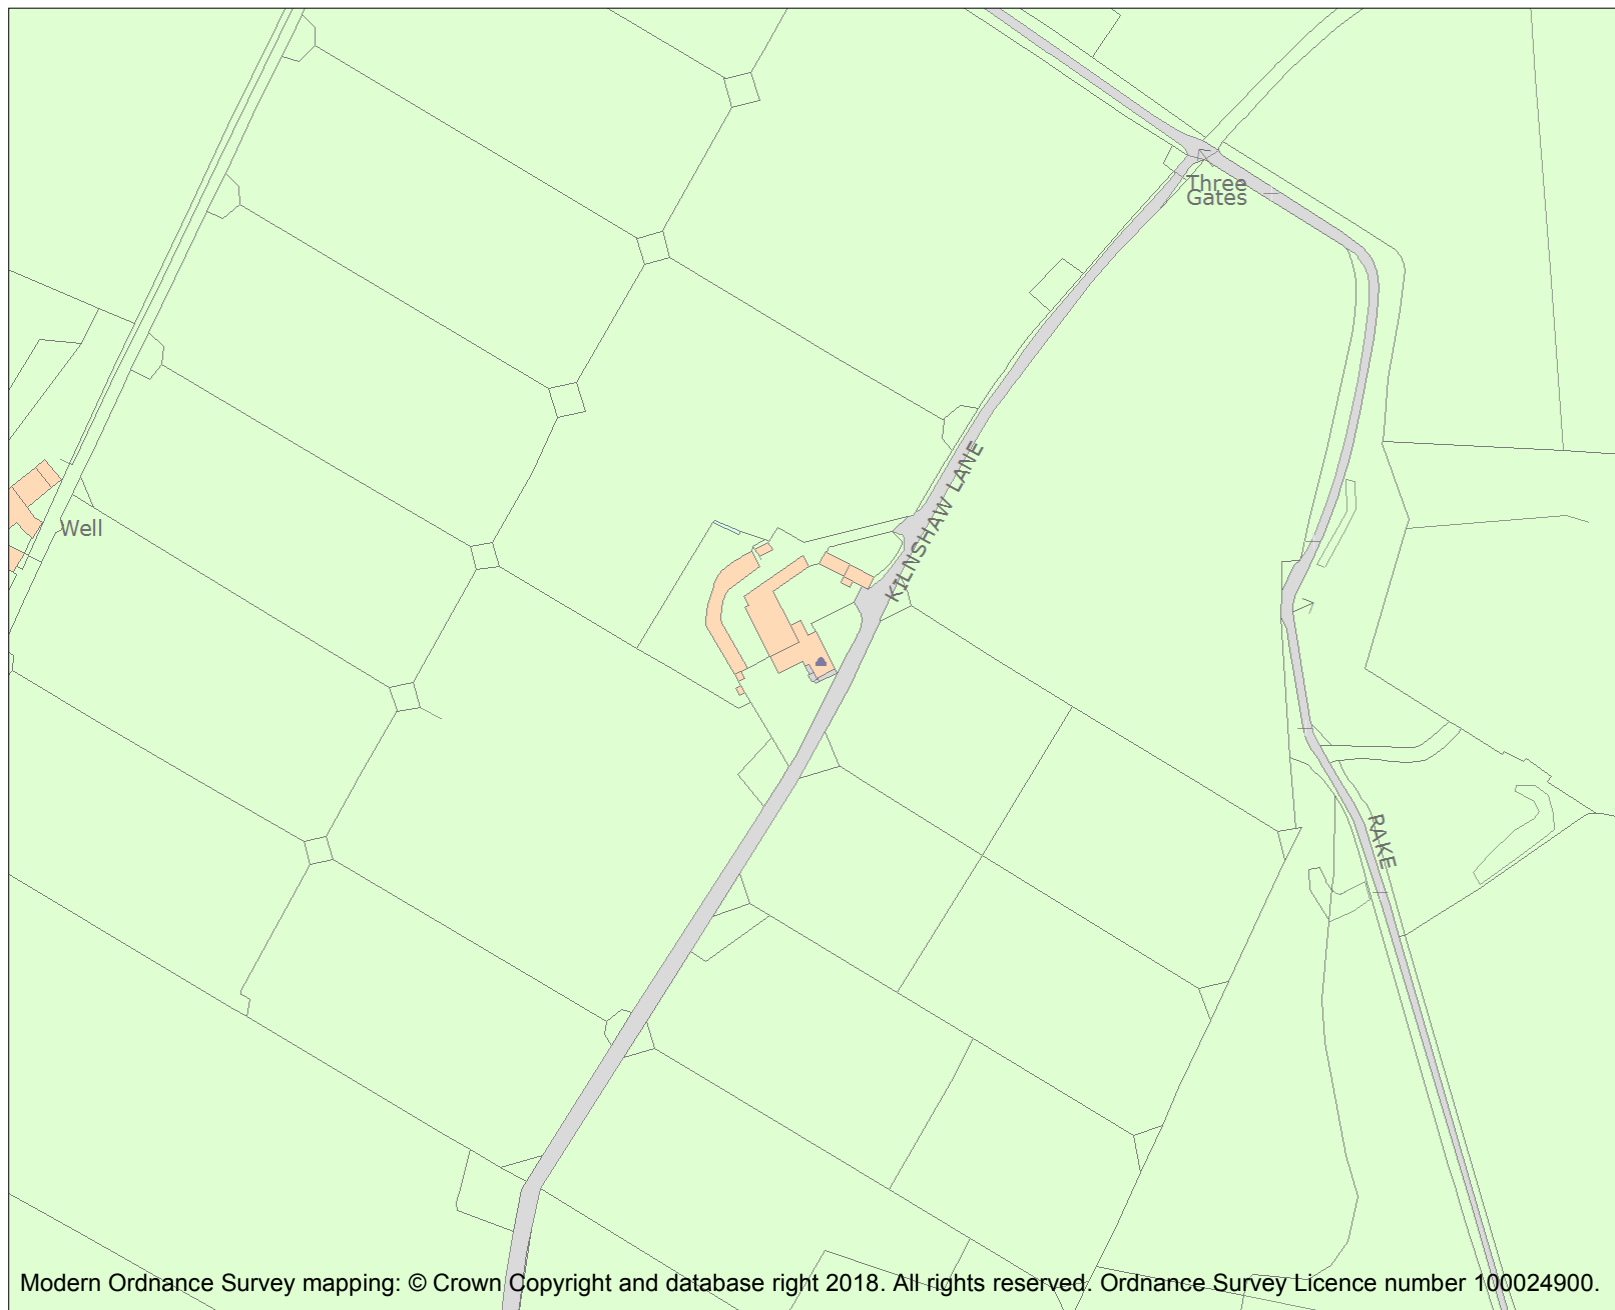 Three
Gates
KILNSHAW LANE
Well
RAKE
Modern Ordnance Survey mapping: © Crown Copyright and database right 2018. All rights reserved. Ordnance Survey Licence number 100024900.